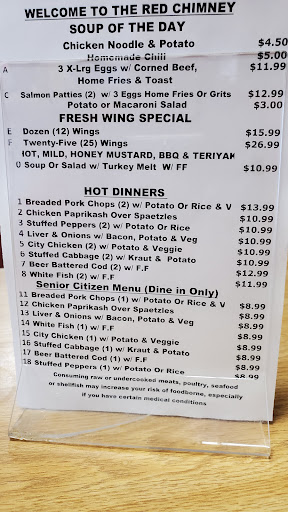 WELCOME TO THE RED CHIMNEY
SOUP OF THE DAY
Chicken Noodle & Potato $4.50
Homemade Chili $5.00
A 3 X-Lrg Eggs w/ Corned Beef, $11.99
Home Fries & Toast
C Salmon Patties (2) w/ 3 Eggs Home Fries Or Grits $12.99
Potato or Macaroni Salad $3.00
FRESH WING SPECIAL
E Dozen (12) Wings $15.99
F Twenty-Five (25) Wings $26.99
HOT, MILD, HONEY MUSTARD, BBQ & TERIYAK
0 Soup Or Salad w/ Turkey Melt W/ FF $10.99
HOT DINNERS
1 Breaded Pork Chops (2) w/ Potato Or Rice & V $13.99
2 Chicken Paprikash Over Spaetzles $10.99
3 Stuffed Peppers (2) w/ Potato Or Rice $10.99
4 Liver & Onions w/ Bacon, Potato & Veg $10.99
5 City Chicken (2) w/ Potato & Veggie $10.99
6 Stuffed Cabbage (2) w/ Kraut & Potato $10.99
7 Beer Battered Cod (2) w/ F.F $12.99
8 White Fish (2) w/ F.F $11.99
Senior Citizen Menu (Dine in Only)
11 Breaded Pork Chops (1) w/ Potato Or Rice & V $8.99
12 Chicken Paprikash Over Spaetzles $8.99
13 Liver & Onions w/ Bacon, Potato & Veg $8.99
14 White Fish (1) w/ F.F $8.99
15 City Chicken (1) w/ Potato & Veggie $8.99
16 Stuffed Cabbage (1) w/ Kraut & Potato $8.99
17 Beer Battered Cod (1) w/ F.F $8.99
18 Stuffed Peppers (1) w/ Potato Or Rice $8.99
Consuming raw or undercooked meats, poultry, seafood
or shellfish may increase your risk of foodborne, especially
if you have certain medical conditions